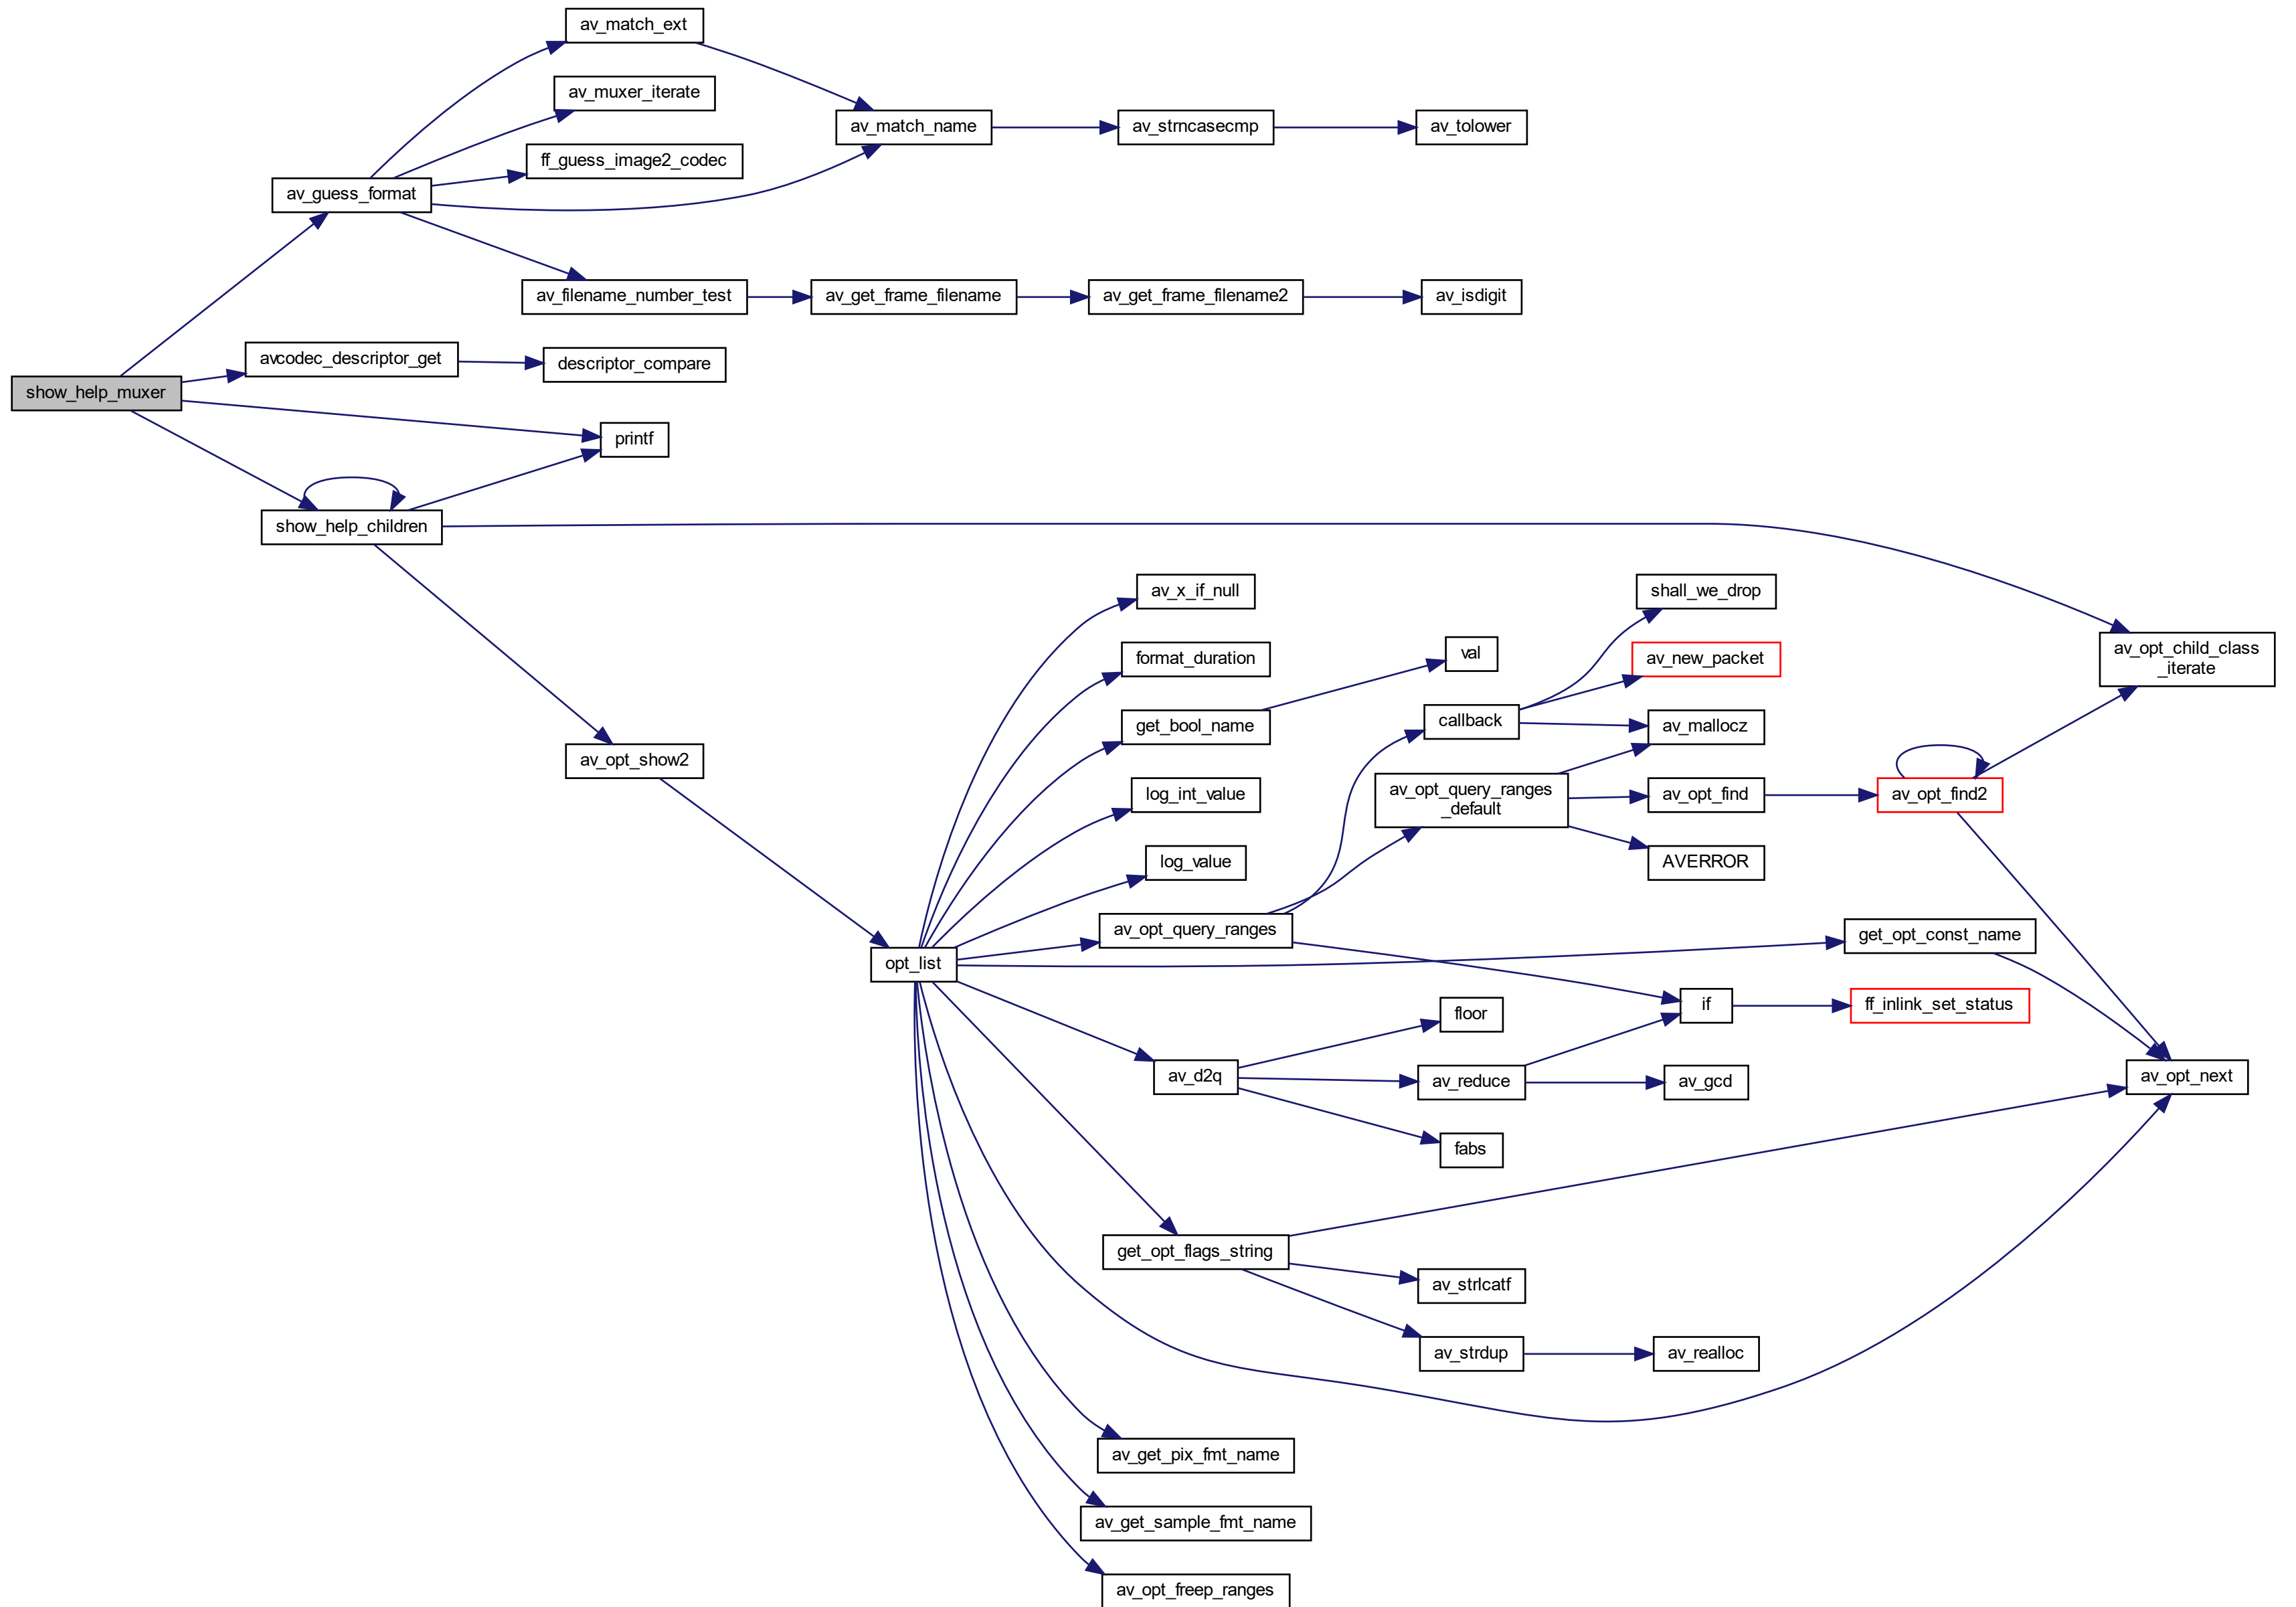 av_match_ext
av_muxer_iterate
av_match_name
av_strncasecmp
av_tolower
ff_guess_image2_codec
av_guess_format
av_filename_number_test
av_get_frame_filename
av_get_frame_filename2
av_isdigit
avcodec_descriptor_get
descriptor_compare
show_help_muxer
printf
show_help_children
av_x_if_null
shall_we_drop
format_duration
val
av_new_packet
av_opt_child_class
_iterate
get_bool_name
callback
av_mallocz
av_opt_show2
log_int_value
av_opt_query_ranges
_default
av_opt_find
av_opt_find2
log_value
AVERROR
av_opt_query_ranges
get_opt_const_name
opt_list
floor
if
ff_inlink_set_status
av_d2q
av_reduce
av_gcd
av_opt_next
fabs
get_opt_flags_string
av_strlcatf
av_strdup
av_realloc
av_get_pix_fmt_name
av_get_sample_fmt_name
av_opt_freep_ranges